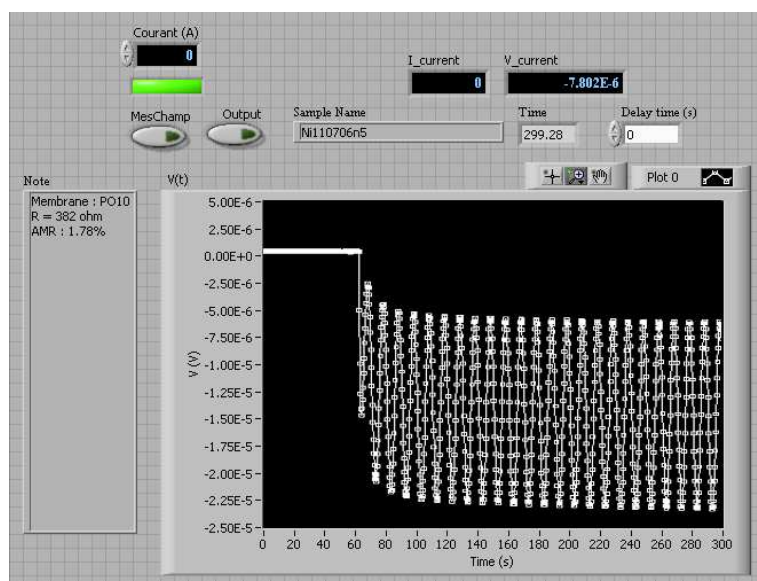 Courant (A)
0
I_current
0
V_current
-7.802E-6
MesChamp
Output
Sample Name
Ni110706n5
Time
299.28
Delay time (s)
0
Plot 0
Note
Membrane : PO10
R = 382 ohm
AMR : 1.78%
V(t)
5.00E-6
2.50E-6
0.00E+0
-2.50E-6
-5.00E-6
-7.50E-6
-1.00E-5
-1.25E-5
-1.50E-5
-1.75E-5
-2.00E-5
-2.25E-5
-2.50E-5
V (V)
0 20 40 60 80 100 120 140 160 180 200 220 240 260 280 300
Time (s)